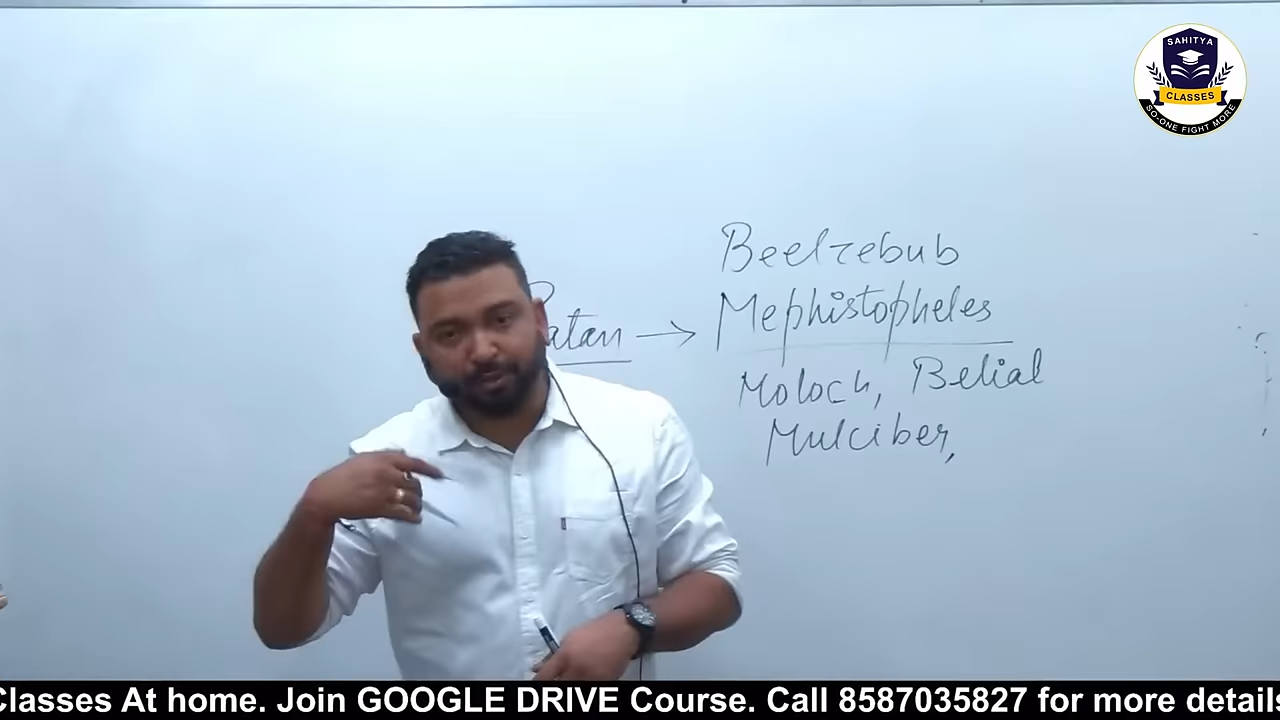 SAHITYA
CLASSES
SO-ONE FIGHT MORE
Beelzebub
Satan → Mephistopheles
Moloch, Belial
Mulciber,
Classes At home. Join GOOGLE DRIVE Course. Call 8587035827 for more details